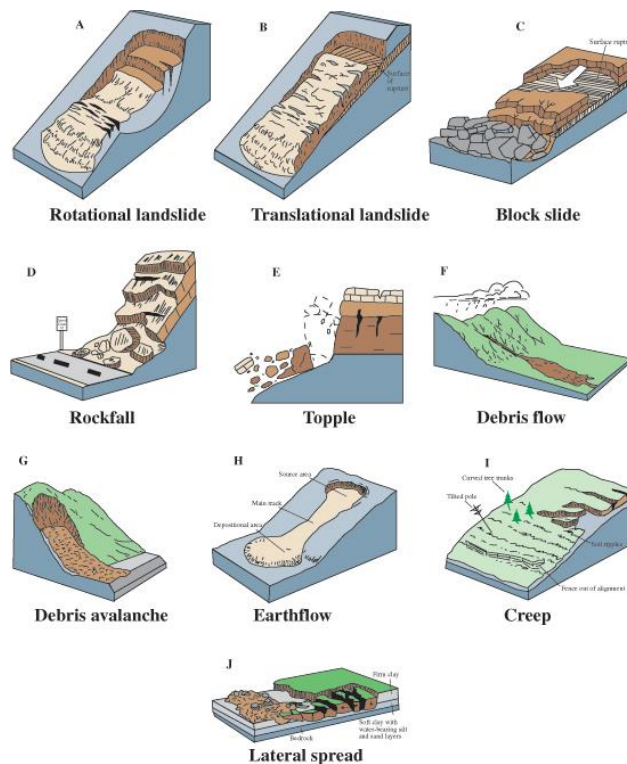 A
B
C
Surface rupt
Surface
of
rupture
Rotational landslide
Translational landslide
Block slide
D
E
F
Rockfall
Topple
Debris flow
G
H
I
Source area
Main track
Depositional area
Curved tree trunks
Tilted pole
Soil ripples
Fence out of alignment
Debris avalanche
Earthflow
Creep
J
Firm clay
Soft clay with
water-bearing silt
and sand layers
Bedrock
Lateral spread